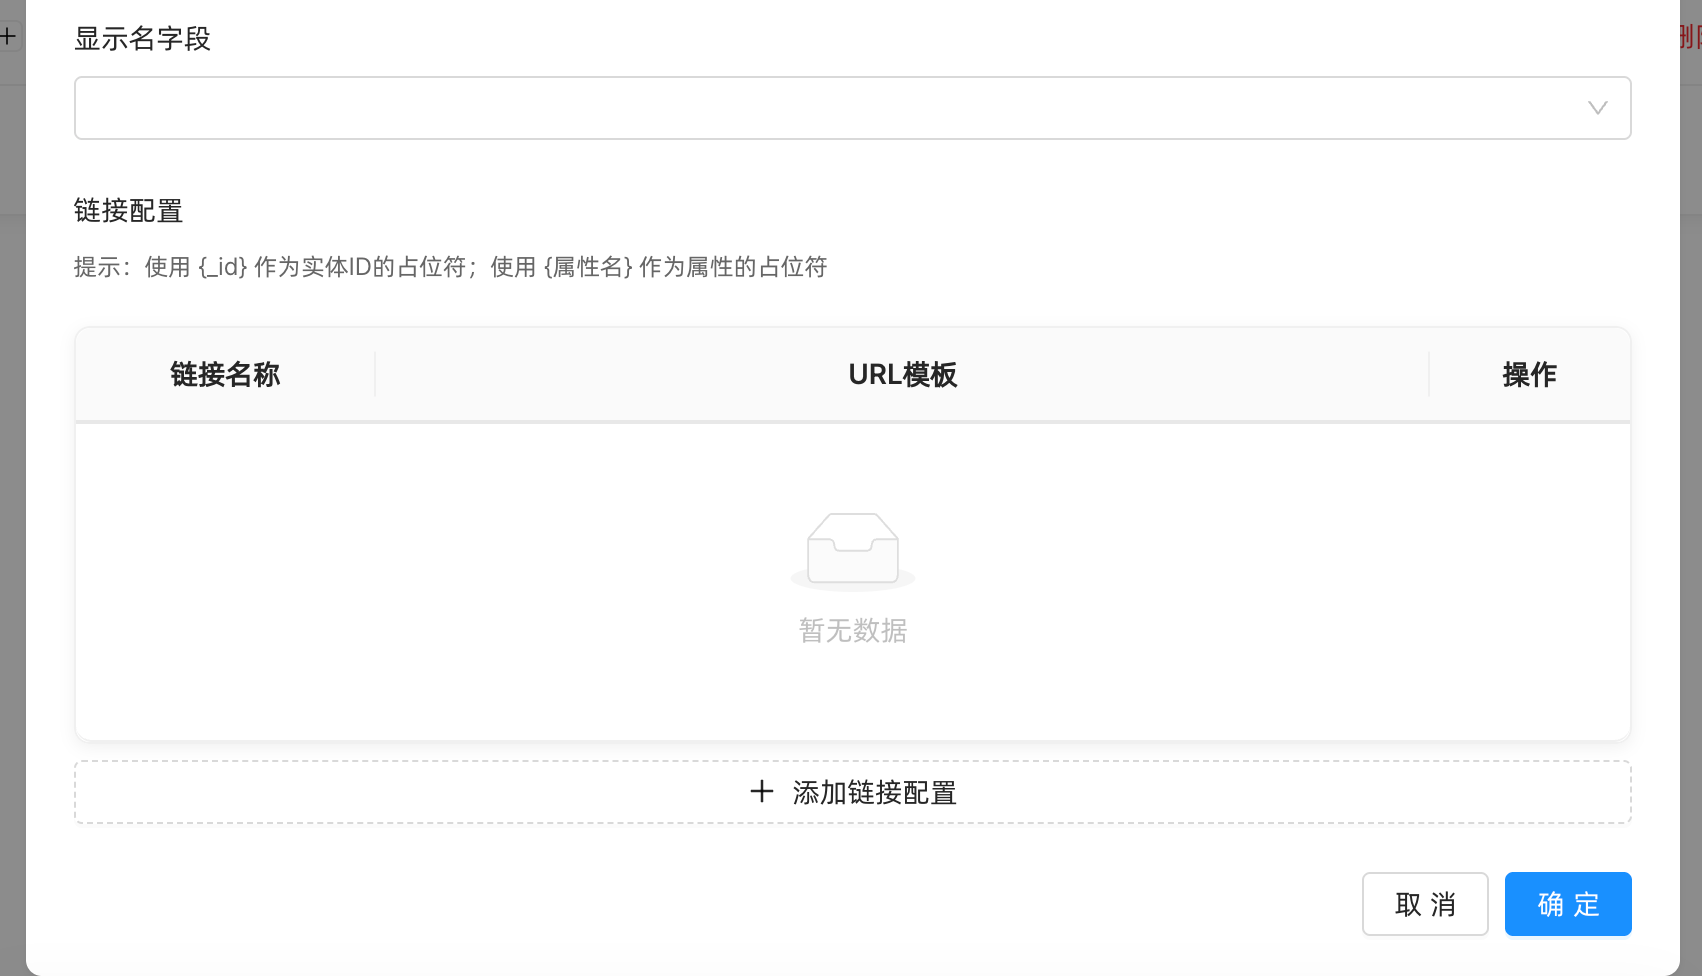 显示名字段
链接配置
提示：使用 {_id} 作为实体ID的占位符；使用 {属性名} 作为属性的占位符
链接名称 URL模板 操作
暂无数据
添加链接配置
取 消 确 定